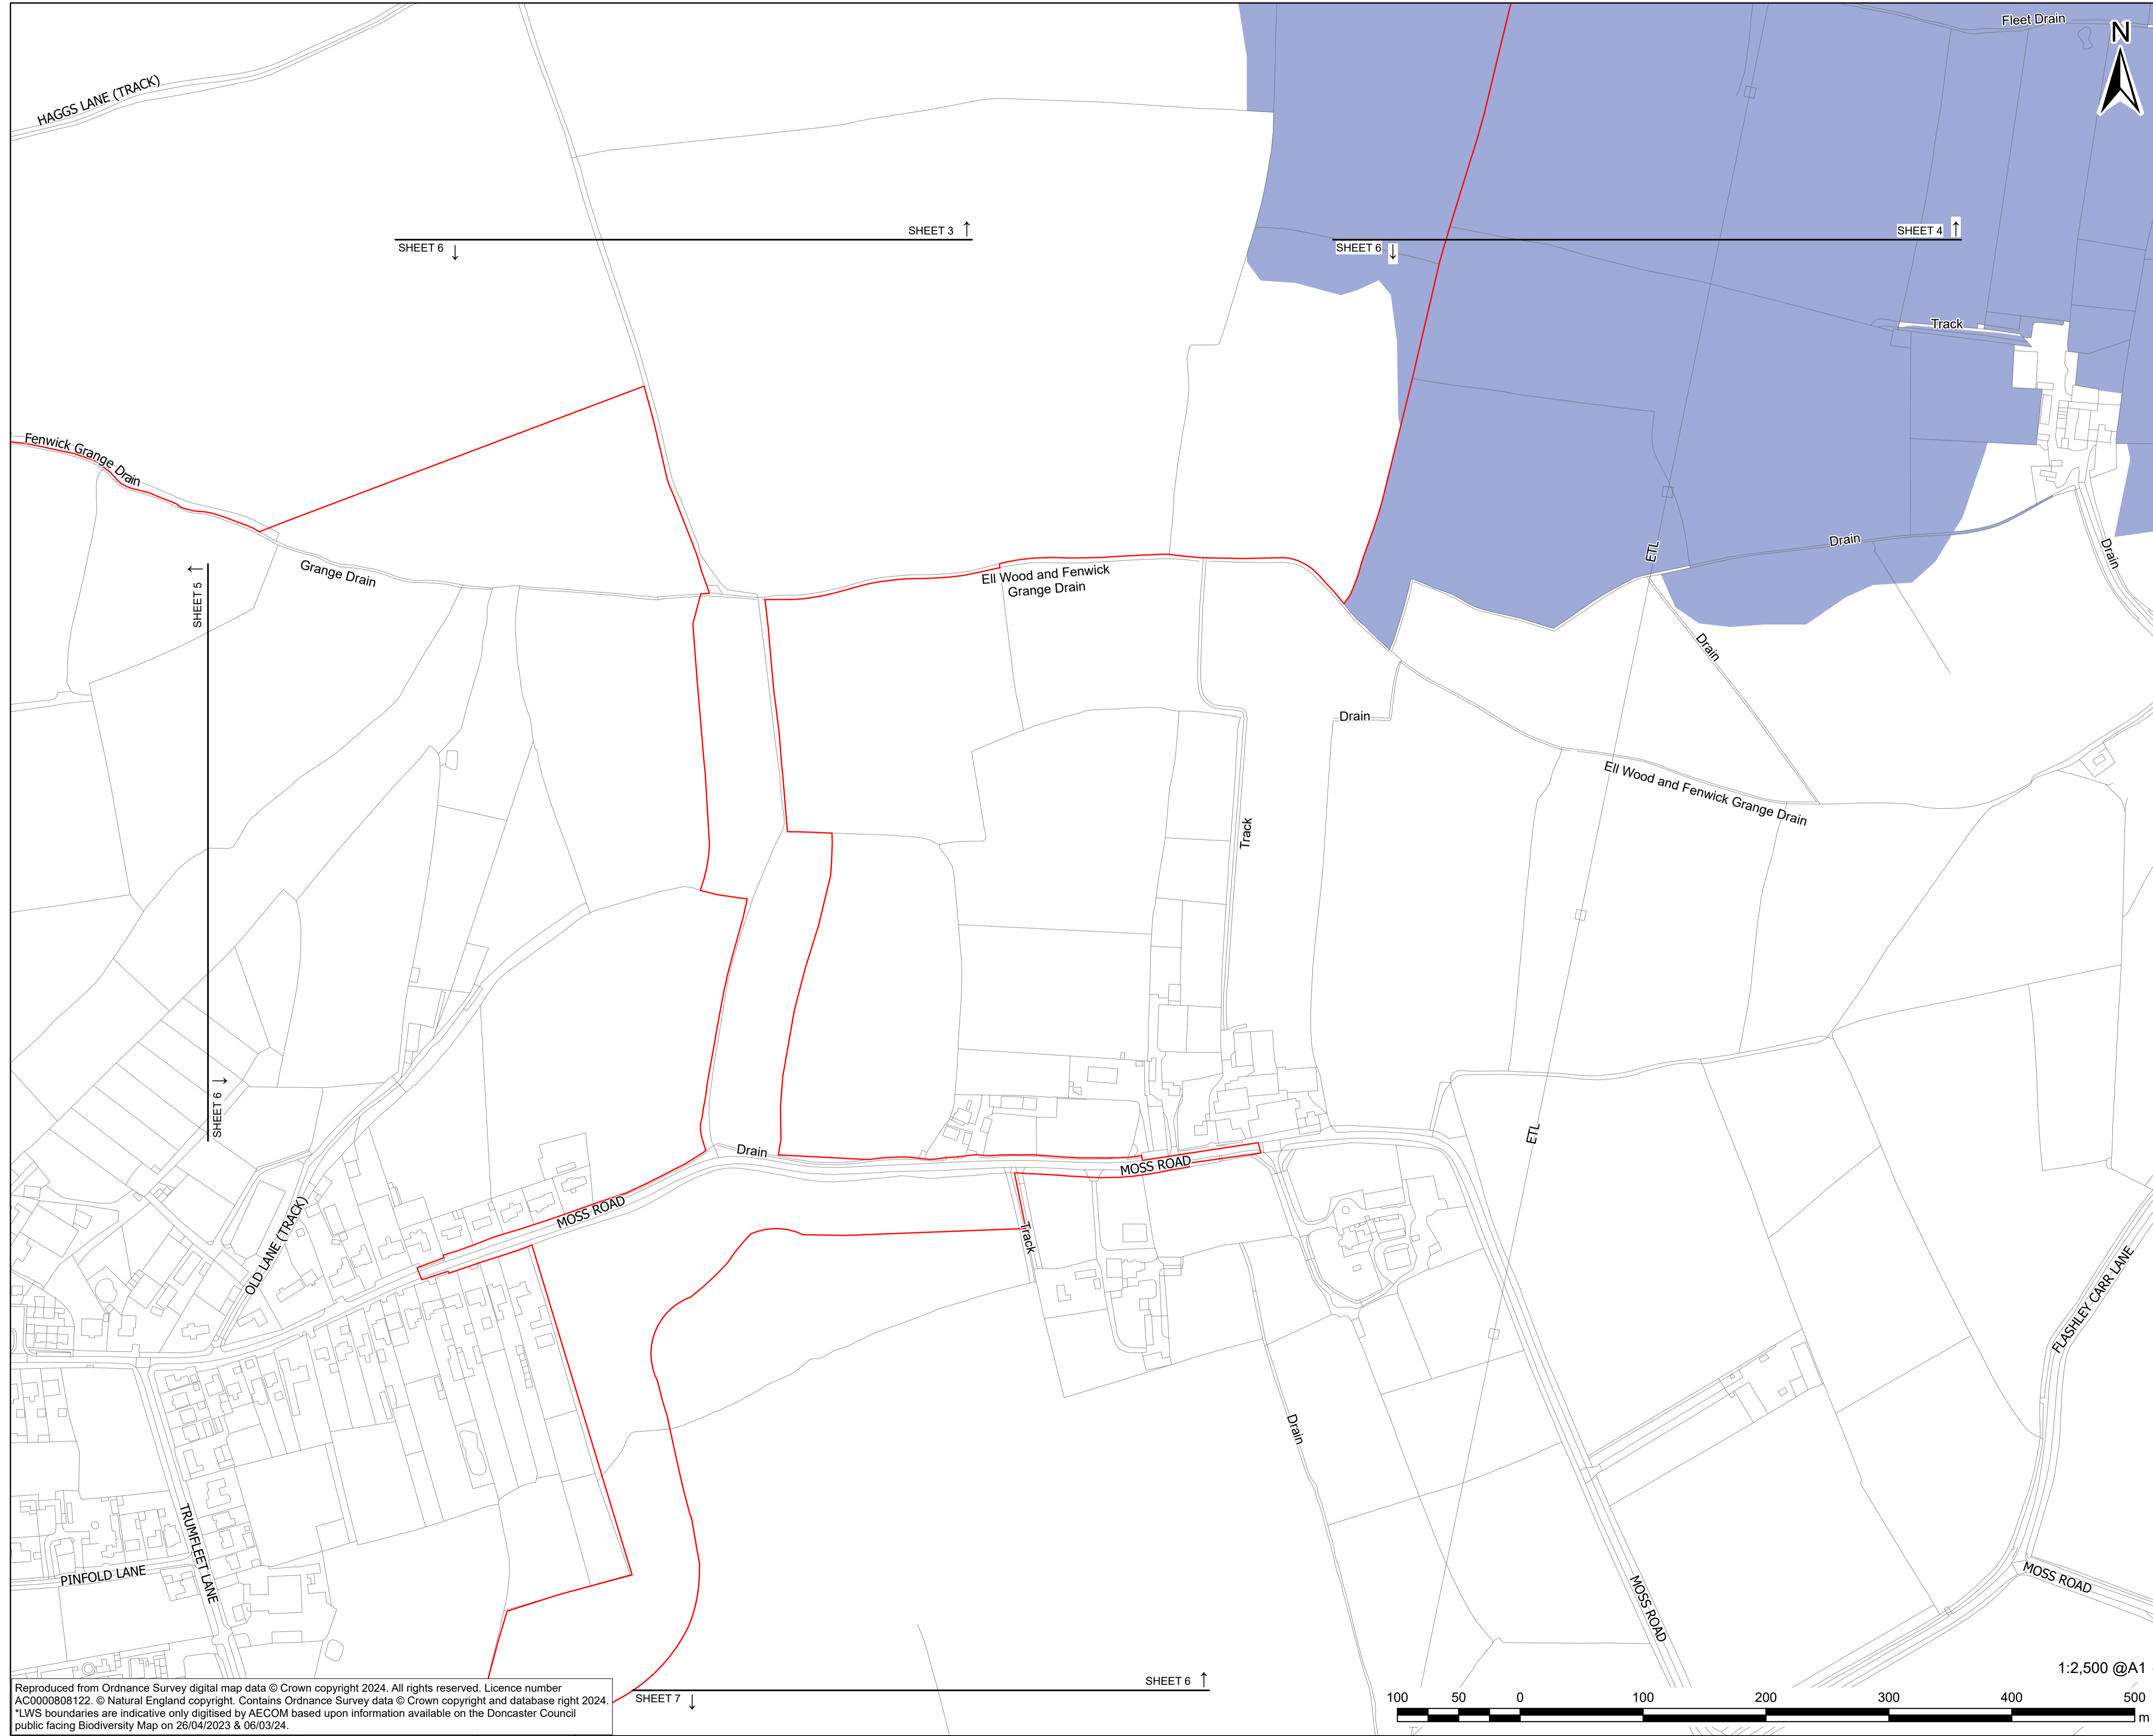 Fleet Drain
N
HAGGS LANE (TRACK)
SHEET 3 ↑
SHEET 6 ↓
SHEET 4 ↑
SHEET 6 ↓
Track
Fenwick Grange Drain
Drain
ETL
Drain
Grange Drain
Ell Wood and Fenwick
Grange Drain
SHEET 5 ↑
SHEET 6 ↓
Drain
Drain
Ell Wood and Fenwick Grange Drain
Track
ETL
Drain
MOSS ROAD
MOSS ROAD
OLD LANE (TRACK)
Track
FLASHLEY CARR LANE
Drain
TRUMFLEET LANE
PINFOLD LANE
MOSS ROAD
MOSS ROAD
1:2,500 @A1
SHEET 6 ↑
SHEET 7 ↓
100 50 0 100 200 300 400 500
m
Reproduced from Ordnance Survey digital map data © Crown copyright 2024. All rights reserved. Licence number
AC0000808122. © Natural England copyright. Contains Ordnance Survey data © Crown copyright and database right 2024.
*LWS boundaries are indicative only digitised by AECOM based upon information available on the Doncaster Council
public facing Biodiversity Map on 26/04/2023 & 06/03/24.